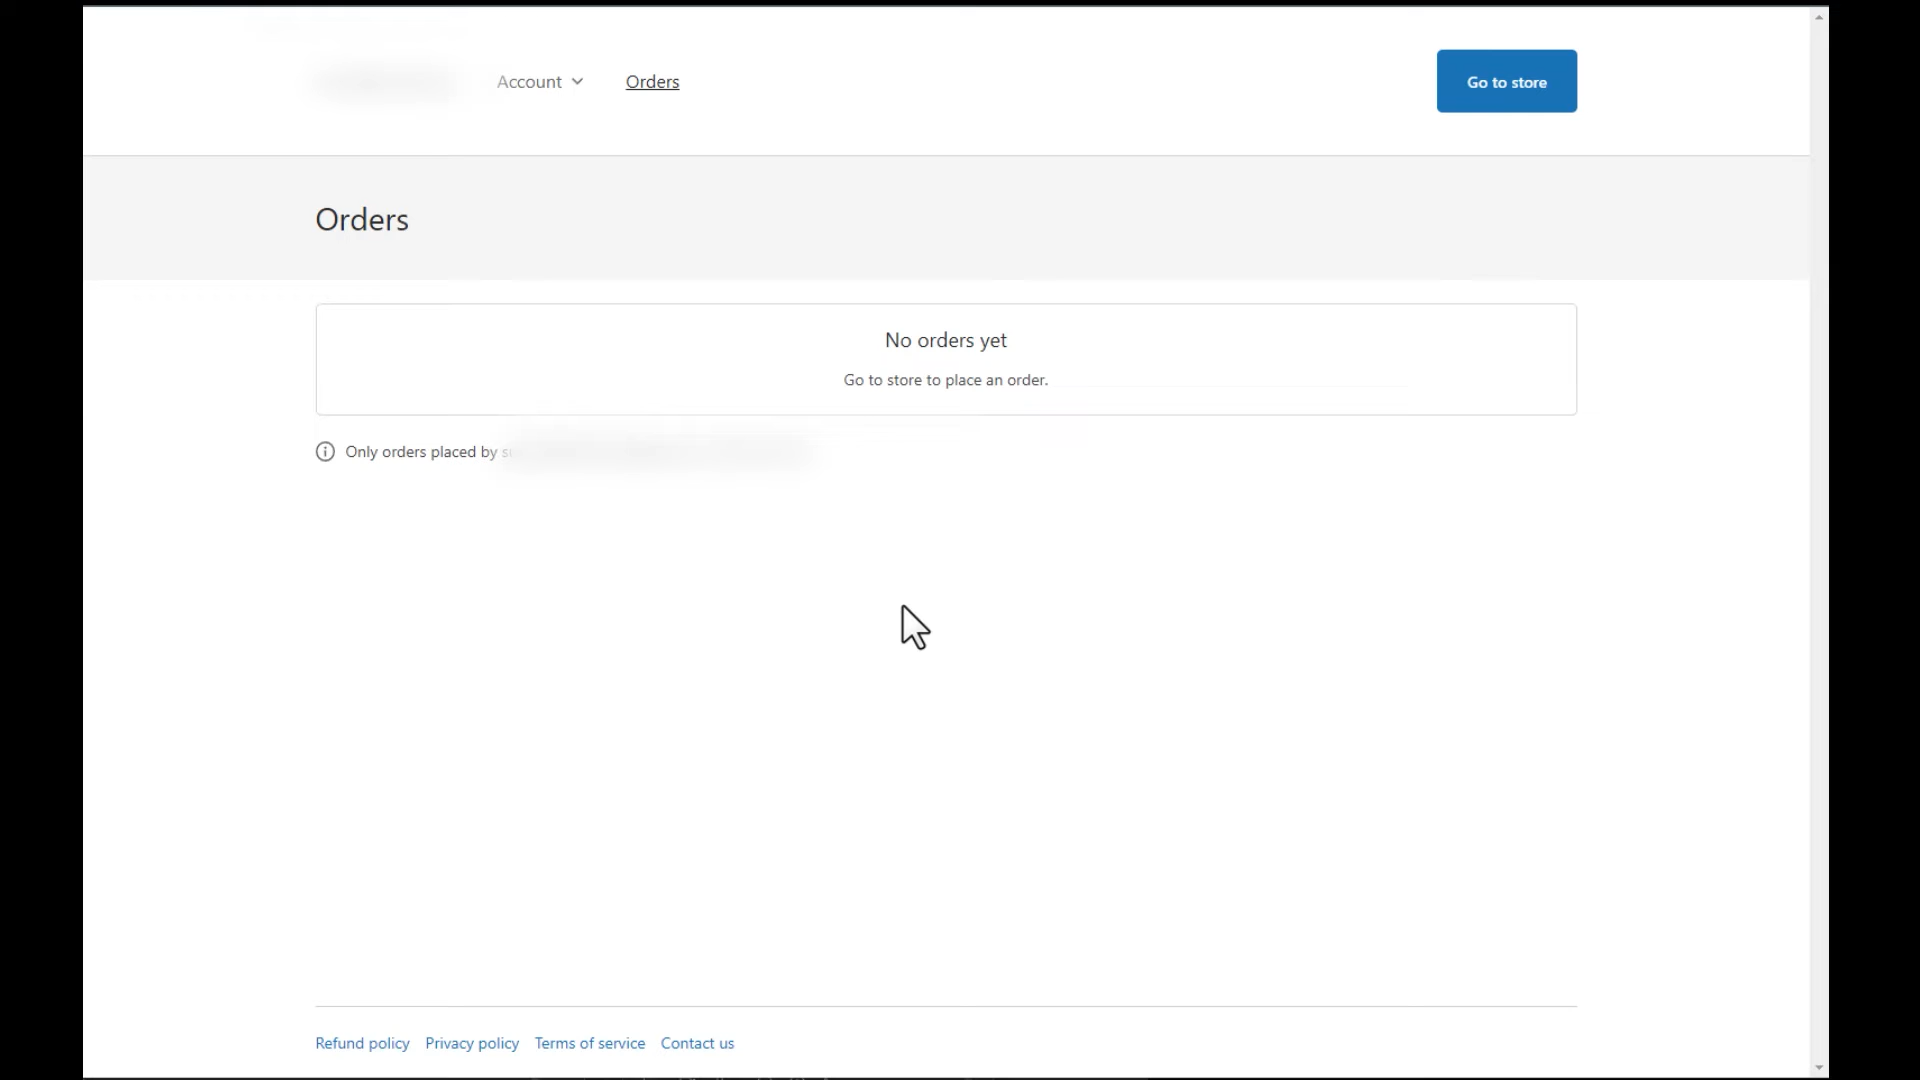 Account
Orders
Go to store
Orders
No orders yet
Go to store to place an order.
Only orders placed by
Refund policy
Privacy policy
Terms of service
Contact us